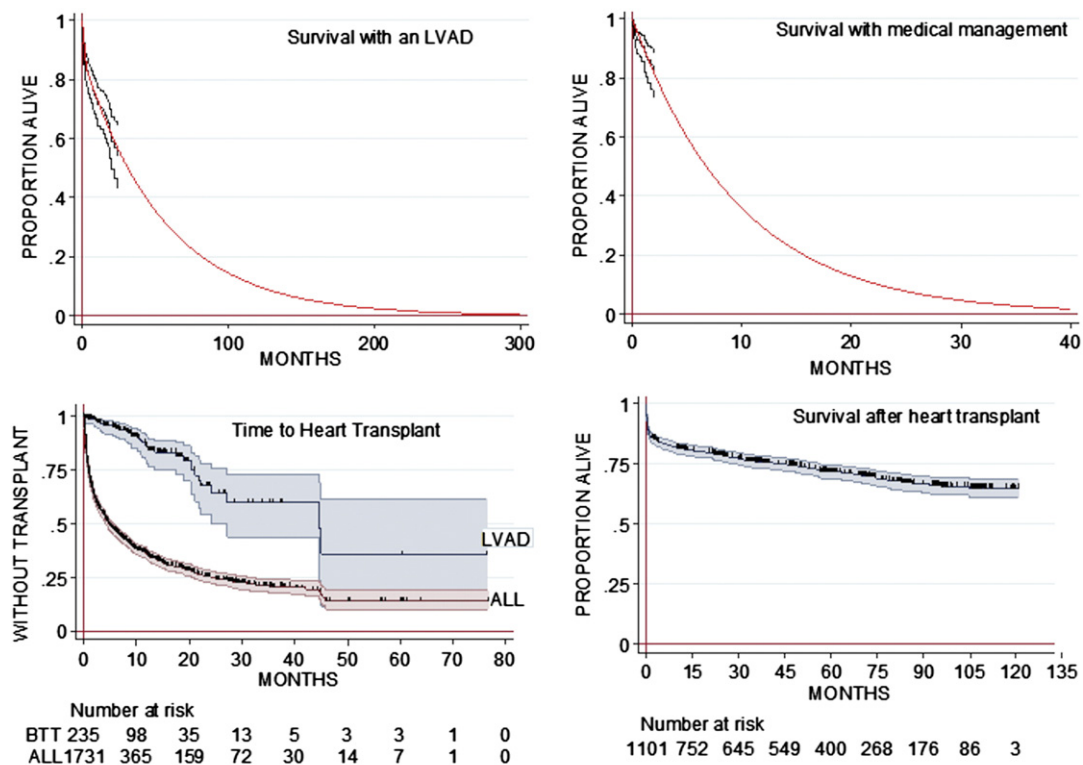 Survival with an LVAD
PROPORTION ALIVE
1
.8
.6
.4
.2
0
0 100 200 300
MONTHS
Survival with medical management
PROPORTION ALIVE
1
.8
.6
.4
.2
0
0 10 20 30 40
MONTHS
Time to Heart Transplant
WITHOUT TRANSPLANT
1
.75
.5
.25
0
LVAD
ALL
0 10 20 30 40 50 60 70 80
MONTHS
Number at risk
BTT 235 98 35 13 5 3 3 1 0
ALL 1731 365 159 72 30 14 7 1 0
Survival after heart transplant
PROPORTION ALIVE
1
.75
.5
.25
0
0 15 30 45 60 75 90 105 120 135
MONTHS
Number at risk
1101 752 645 549 400 268 176 86 3